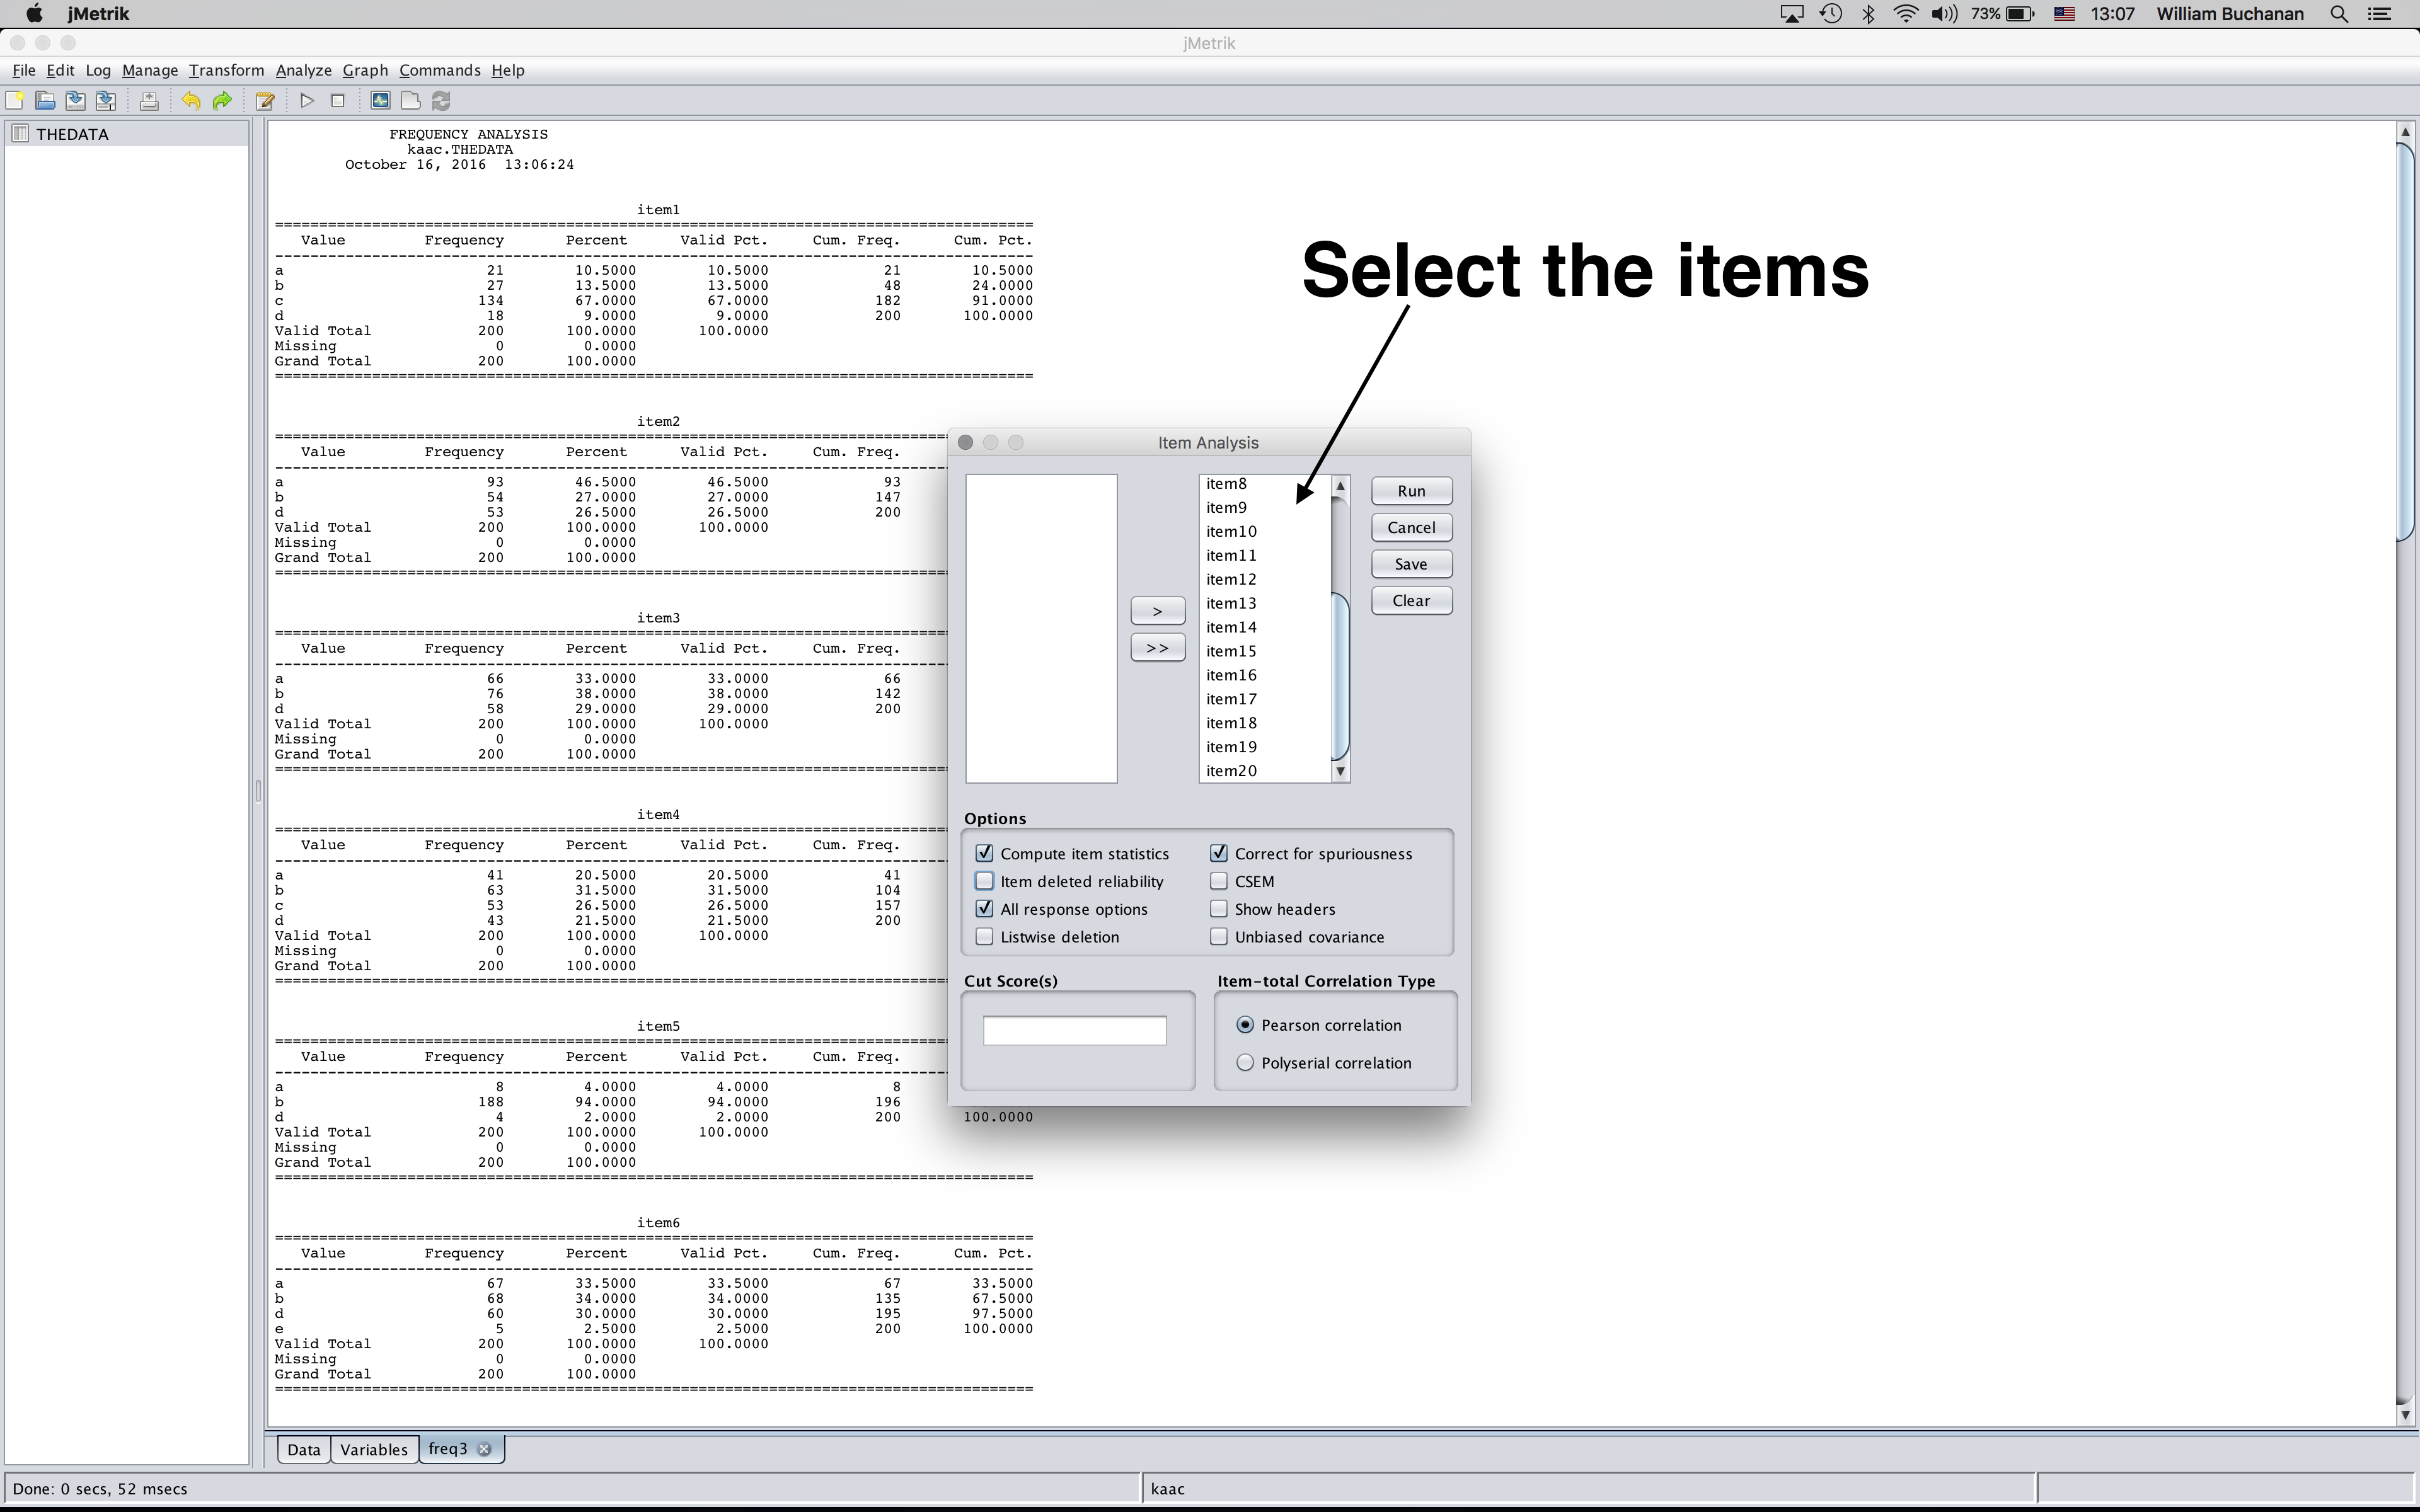 jMetrik 73% 13:07 William Buchanan
jMetrik
File Edit Log Manage Transform Analyze Graph Commands Help
THEDATA
FREQUENCY ANALYSIS
kaac.THEDATA
October 16, 2016 13:06:24
item1
==========
Value Frequency Percent Valid Pct. Cum. Freq. Cum. Pct.
----------
a 21 10.5000 10.5000 21 10.5000
b 27 13.5000 13.5000 48 24.0000
c 134 67.0000 67.0000 182 91.0000
d 18 9.0000 9.0000 200 100.0000
Valid Total 200 100.0000 100.0000
Missing 0 0.0000
Grand Total 200 100.0000
==========
item2
==========
Value Frequency Percent Valid Pct. Cum. Freq.
----------
a 93 46.5000 46.5000 93
b 54 27.0000 27.0000 147
d 53 26.5000 26.5000 200
Valid Total 200 100.0000 100.0000
Missing 0 0.0000
Grand Total 200 100.0000
==========
item3
==========
Value Frequency Percent Valid Pct. Cum. Freq.
----------
a 66 33.0000 33.0000 66
b 76 38.0000 38.0000 142
d 58 29.0000 29.0000 200
Valid Total 200 100.0000 100.0000
Missing 0 0.0000
Grand Total 200 100.0000
==========
item4
==========
Value Frequency Percent Valid Pct. Cum. Freq.
----------
a 41 20.5000 20.5000 41
b 63 31.5000 31.5000 104
c 53 26.5000 26.5000 157
d 43 21.5000 21.5000 200
Valid Total 200 100.0000 100.0000
Missing 0 0.0000
Grand Total 200 100.0000
==========
item5
==========
Value Frequency Percent Valid Pct. Cum. Freq.
----------
a 8 4.0000 4.0000 8
b 188 94.0000 94.0000 196
d 4 2.0000 2.0000 200 100.0000
Valid Total 200 100.0000 100.0000
Missing 0 0.0000
Grand Total 200 100.0000
==========
item6
==========
Value Frequency Percent Valid Pct. Cum. Freq. Cum. Pct.
----------
a 67 33.5000 33.5000 67 33.5000
b 68 34.0000 34.0000 135 67.5000
d 60 30.0000 30.0000 195 97.5000
e 5 2.5000 2.5000 200 100.0000
Valid Total 200 100.0000 100.0000
Missing 0 0.0000
Grand Total 200 100.0000
==========
Select the items
Item Analysis
item8
item9
item10
item11
item12
item13
item14
item15
item16
item17
item18
item19
item20
>
>>
Run
Cancel
Save
Clear
Options
Compute item statistics Correct for spuriousness
Item deleted reliability CSEM
All response options Show headers
Listwise deletion Unbiased covariance
Cut Score(s) Item-total Correlation Type
Pearson correlation
Polyserial correlation
Data Variables freq3
Done: 0 secs, 52 msecs kaac